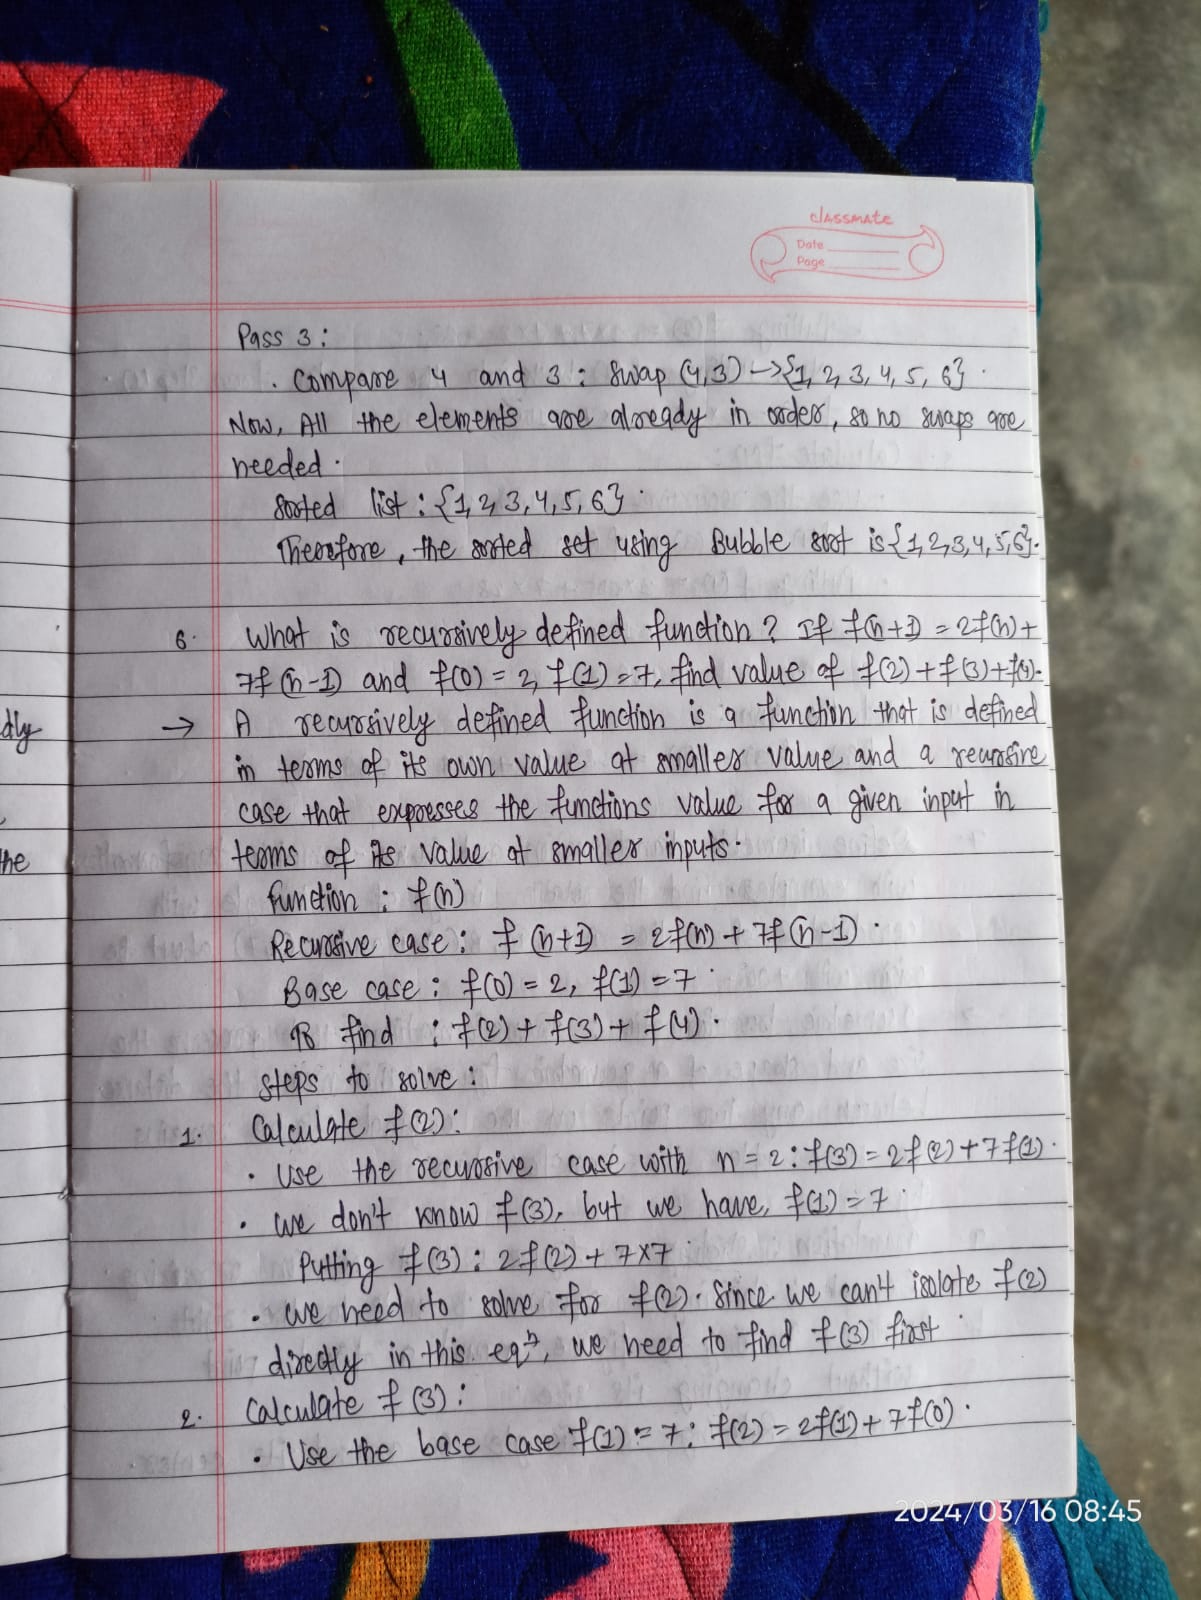 classmate
Date
Page
Pass 3:
. Compare 4 and 3 : Swap (4,3) → {1, 2, 3, 4, 5, 6} .
Now, All the elements are already in order, so no swaps are
needed .
Sorted list : {1, 2, 3, 4, 5, 6} .
Therefore, the sorted set using Bubble sort is {1, 2, 3, 4, 5, 6}.
6. What is recursively defined function ? If f(n+1) = 2f(n) +
7f(n-1) and f(0) = 2, f(1) = 7, find value of f(2) + f(3) + f(4).
dly
→ A recursively defined function is a function that is defined
in terms of its own value at smaller value and a recursive
case that expresses the functions value for a given input in
the
terms of its value at smaller inputs.
Function : f(n)
Recursive case : f(n+1) = 2f(n) + 7f(n-1) .
Base case : f(0) = 2, f(1) = 7 .
To find : f(2) + f(3) + f(4) .
Steps to solve :
1. Calculate f(2) :
. Use the recursive case with n = 2 : f(3) = 2f(2) + 7f(1) .
. we don't know f(3), but we have, f(1) = 7 .
Putting f(3) : 2f(2) + 7×7 .
. we need to solve for f(2). Since we can't isolate f(2)
directly in this eqⁿ, we need to find f(3) first .
2. Calculate f(3) :
. Use the base case f(1) = 7 : f(2) = 2f(1) + 7f(0) .
2024/03/16 08:45